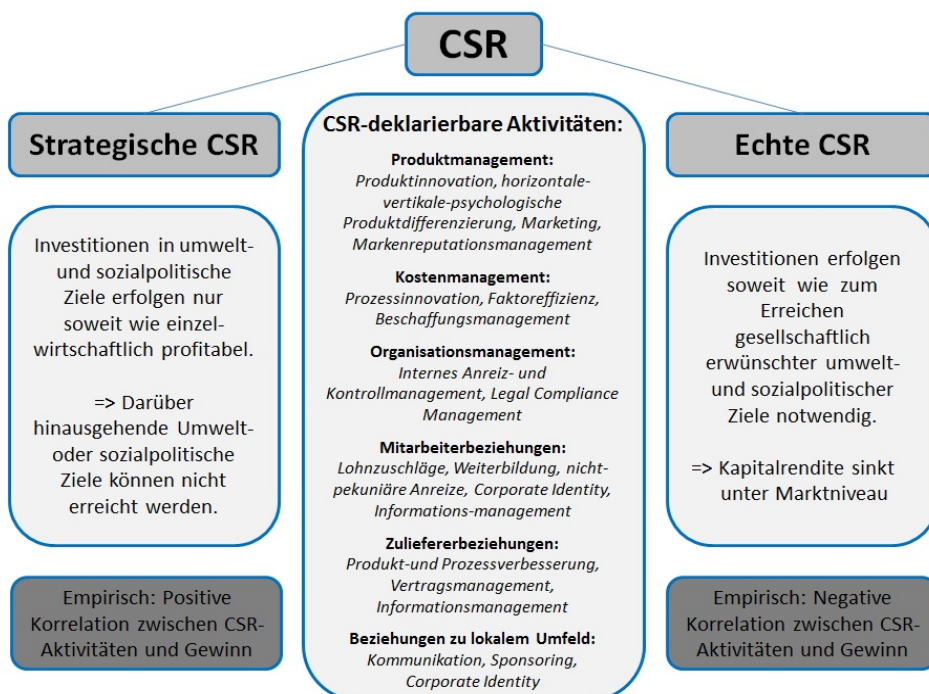 CSR
Strategische CSR
Investitionen in umwelt-
und sozialpolitische
Ziele erfolgen nur
soweit wie einzel-
wirtschaftlich profitabel.
=> Darüber
hinausgehende Umwelt-
oder sozialpolitische
Ziele können nicht
erreicht werden.
Empirisch: Positive
Korrelation zwischen CSR-
Aktivitäten und Gewinn
CSR-deklarierbare Aktivitäten:
Produktmanagement:
Produktinnovation, horizontale-
vertikale-psychologische
Produktdifferenzierung, Marketing,
Markenreputationsmanagement
Kostenmanagement:
Prozessinnovation, Faktoreffizienz,
Beschaffungsmanagement
Organisationsmanagement:
Internes Anreiz- und
Kontrollmanagement, Legal Compliance
Management
Mitarbeiterbeziehungen:
Lohnzuschläge, Weiterbildung, nicht-
pekuniäre Anreize, Corporate Identity,
Informations-management
Zuliefererbeziehungen:
Produkt-und Prozessverbesserung,
Vertragsmanagement,
Informationsmanagement
Beziehungen zu lokalem Umfeld:
Kommunikation, Sponsoring,
Corporate Identity
Echte CSR
Investitionen erfolgen
soweit wie zum
Erreichen
gesellschaftlich
erwünschter umwelt-
und sozialpolitischer
Ziele notwendig.
=> Kapitalrendite sinkt
unter Marktniveau
Empirisch: Negative
Korrelation zwischen CSR-
Aktivitäten und Gewinn